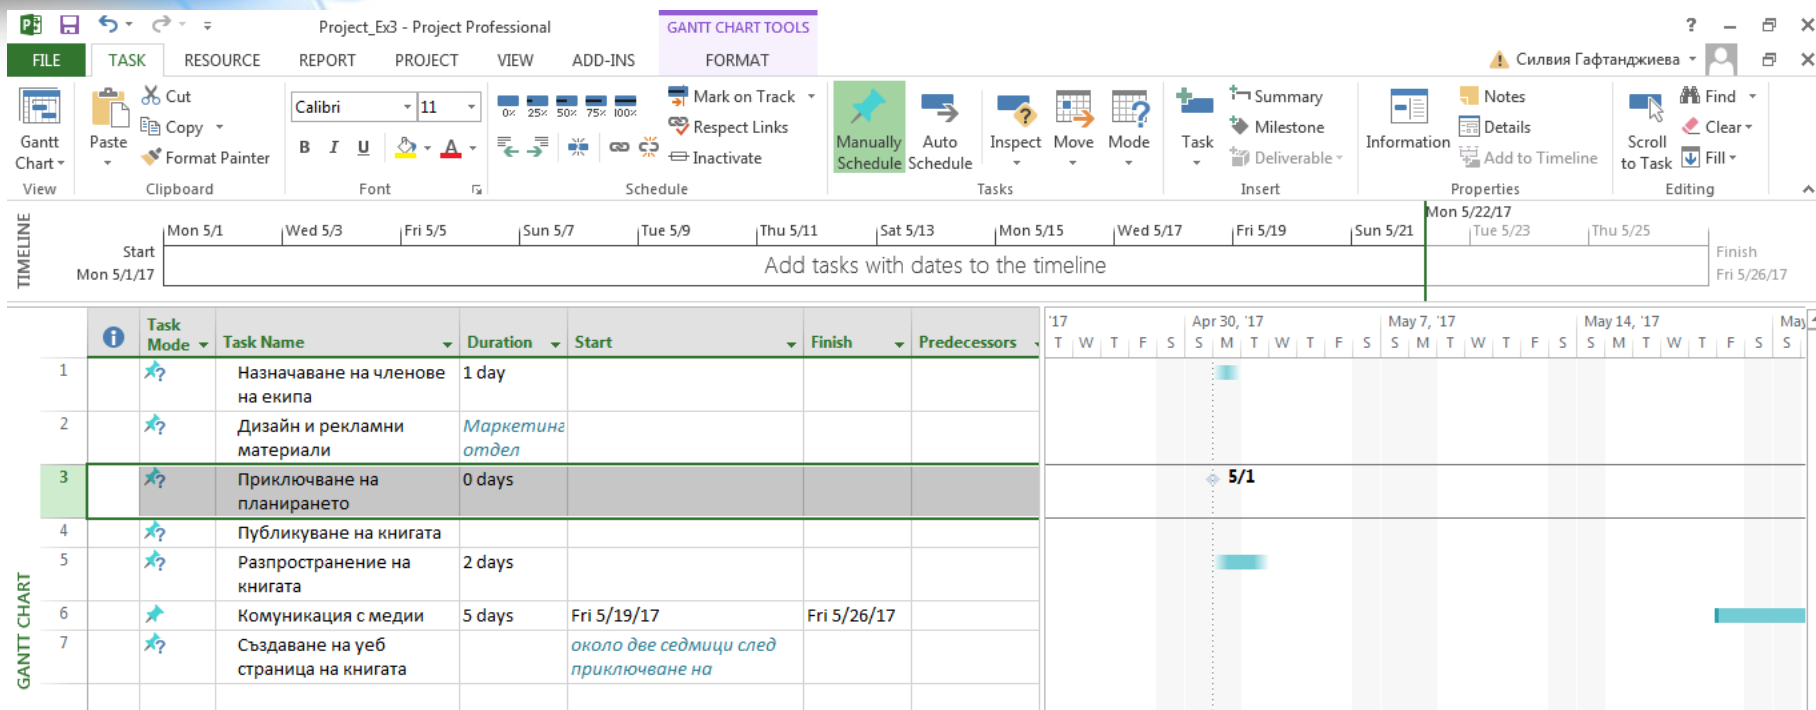 Project_Ex3 - Project Professional
GANTT CHART TOOLS
?
FILE TASK RESOURCE REPORT PROJECT VIEW ADD-INS FORMAT
Силвия Гафтанджиева
Gantt
Chart
View
Paste
Cut
Copy
Format Painter
Clipboard
Calibri 11
B I U A
Font
0% 25% 50% 75% 100%
Mark on Track
Respect Links
Inactivate
Schedule
Manually
Schedule
Auto
Schedule
Inspect
Move
Mode
Tasks
Task
Summary
Milestone
Deliverable
Insert
Information
Notes
Details
Add to Timeline
Properties
Scroll
to Task
Find
Clear
Fill
Editing
TIMELINE
Mon 5/22/17
Mon 5/1 Wed 5/3 Fri 5/5 Sun 5/7 Tue 5/9 Thu 5/11 Sat 5/13 Mon 5/15 Wed 5/17 Fri 5/19 Sun 5/21 Tue 5/23 Thu 5/25
Start
Mon 5/1/17
Add tasks with dates to the timeline
Finish
Fri 5/26/17
GANTT CHART
Task
Mode Task Name Duration Start Finish Predecessors
'17 Apr 30, '17 May 7, '17 May 14, '17 May
T W T F S S M T W T F S S M T W T F S S M T W T F S S
1 Назначаване на членове 1 day
на екипа
2 Дизайн и рекламни Маркетинг
материали отдел
3 Приключване на 0 days 5/1
планирането
4 Публикуване на книгата
5 Разпространение на 2 days
книгата
6 Комуникация с медии 5 days Fri 5/19/17 Fri 5/26/17
7 Създаване на уеб около две седмици след
страница на книгата приключване на